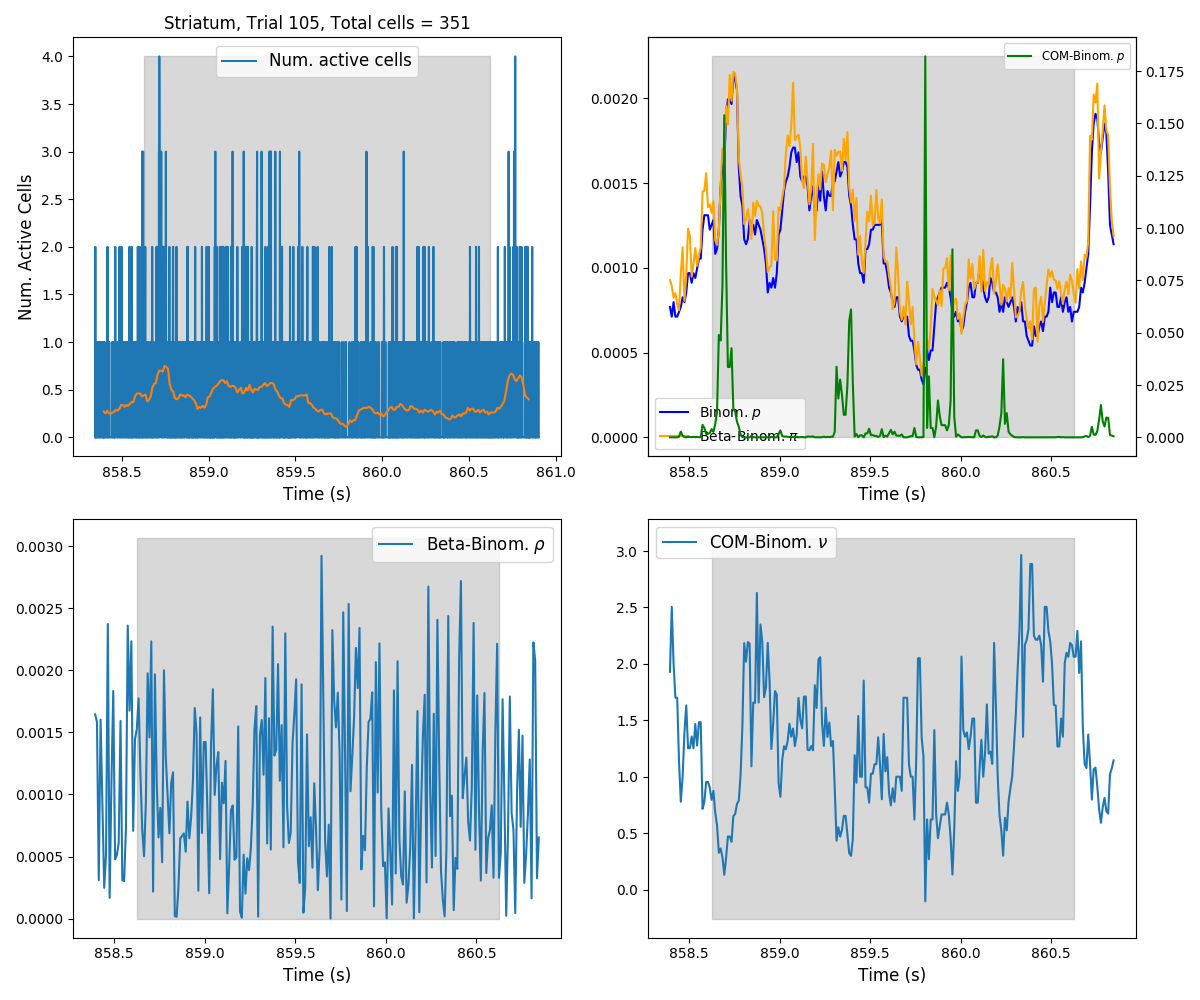 Striatum, Trial 105, Total cells = 351
Num. active cells
Num. Active Cells
4.0
3.5
3.0
2.5
2.0
1.5
1.0
0.5
0.0
858.5 859.0 859.5 860.0 860.5 861.0
Time (s)
COM-Binom. p
0.0020
0.0015
0.0010
0.0005
0.0000
0.175
0.150
0.125
0.100
0.075
0.050
0.025
0.000
Binom. p
Beta-Binom. π
858.5 859.0 859.5 860.0 860.5
Time (s)
Beta-Binom. ρ
0.0030
0.0025
0.0020
0.0015
0.0010
0.0005
0.0000
858.5 859.0 859.5 860.0 860.5
Time (s)
COM-Binom. ν
3.0
2.5
2.0
1.5
1.0
0.5
0.0
858.5 859.0 859.5 860.0 860.5
Time (s)